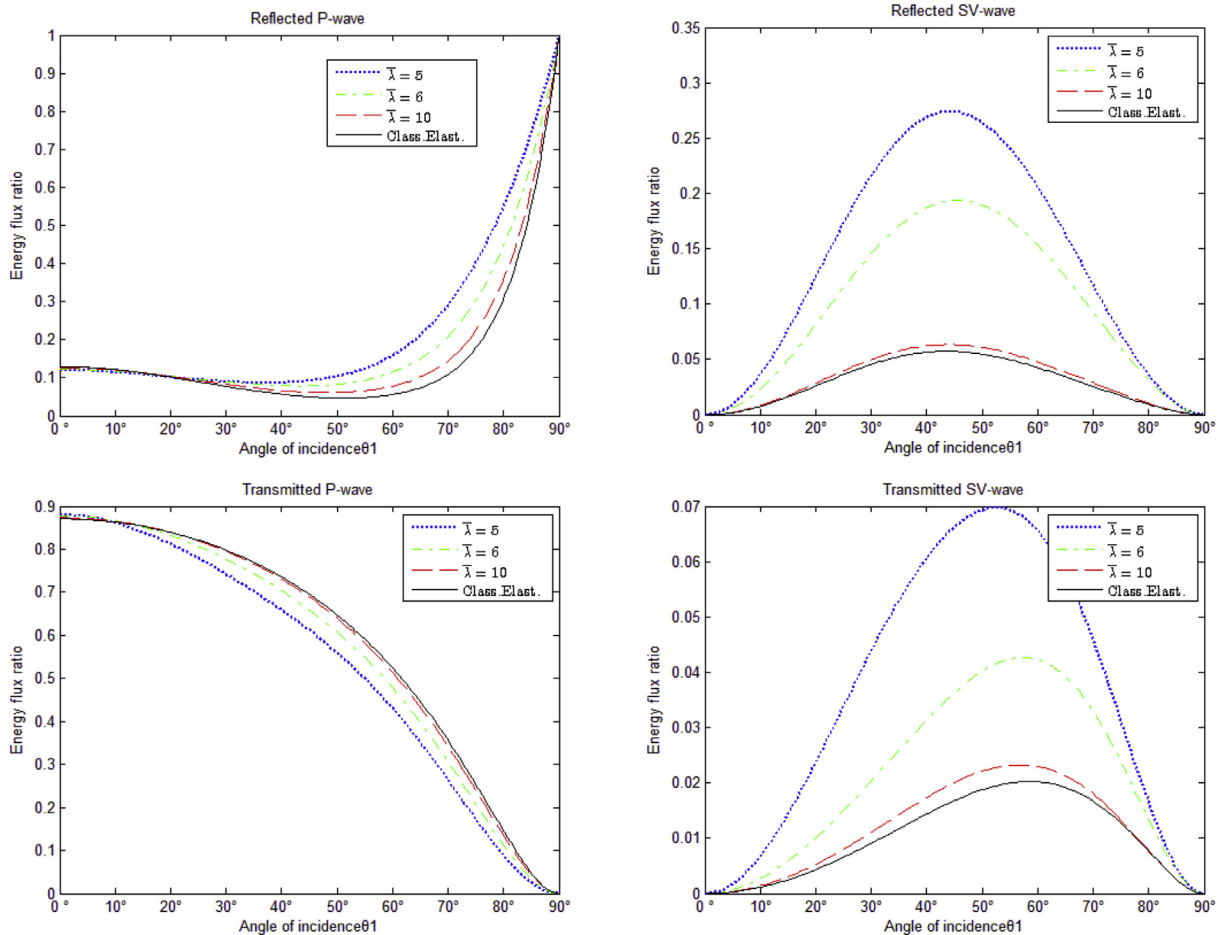 Reflected P-wave
Energy flux ratio
1
0.9
0.8
0.7
0.6
0.5
0.4
0.3
0.2
0.1
0
λ̅ = 5
λ̅ = 6
λ̅ = 10
Class.Elast.
0 ° 10° 20° 30° 40° 50° 60° 70° 80° 90°
Angle of incidenceθ1
Reflected SV-wave
Energy flux ratio
0.35
0.3
0.25
0.2
0.15
0.1
0.05
0
λ̅ = 5
λ̅ = 6
λ̅ = 10
Class.Elast.
0 ° 10° 20° 30° 40° 50° 60° 70° 80° 90°
Angle of incidenceθ1
Transmitted P-wave
Energy flux ratio
0.9
0.8
0.7
0.6
0.5
0.4
0.3
0.2
0.1
0
λ̅ = 5
λ̅ = 6
λ̅ = 10
Class.Elast.
0 ° 10° 20° 30° 40° 50° 60° 70° 80° 90°
Angle of incidenceθ1
Transmitted SV-wave
Energy flux ratio
0.07
0.06
0.05
0.04
0.03
0.02
0.01
0
λ̅ = 5
λ̅ = 6
λ̅ = 10
Class.Elast.
0 ° 10° 20° 30° 40° 50° 60° 70° 80° 90°
Angle of incidenceθ1